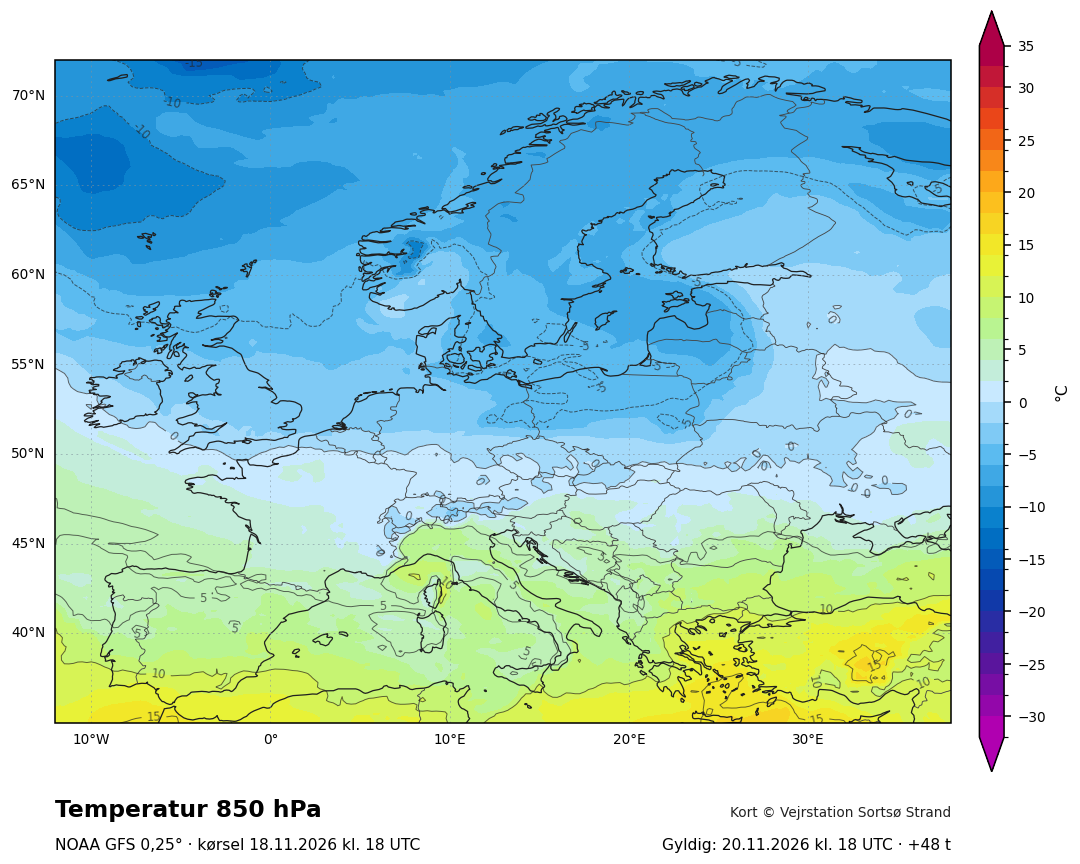 70°N
65°N
60°N
55°N
50°N
45°N
40°N
10°W 0° 10°E 20°E 30°E
35
30
25
20
15
10
5
0
−5
−10
−15
−20
−25
−30
°C
Temperatur 850 hPa
Kort © Vejrstation Sortsø Strand
NOAA GFS 0,25° · kørsel 18.11.2026 kl. 18 UTC
Gyldig: 20.11.2026 kl. 18 UTC · +48 t